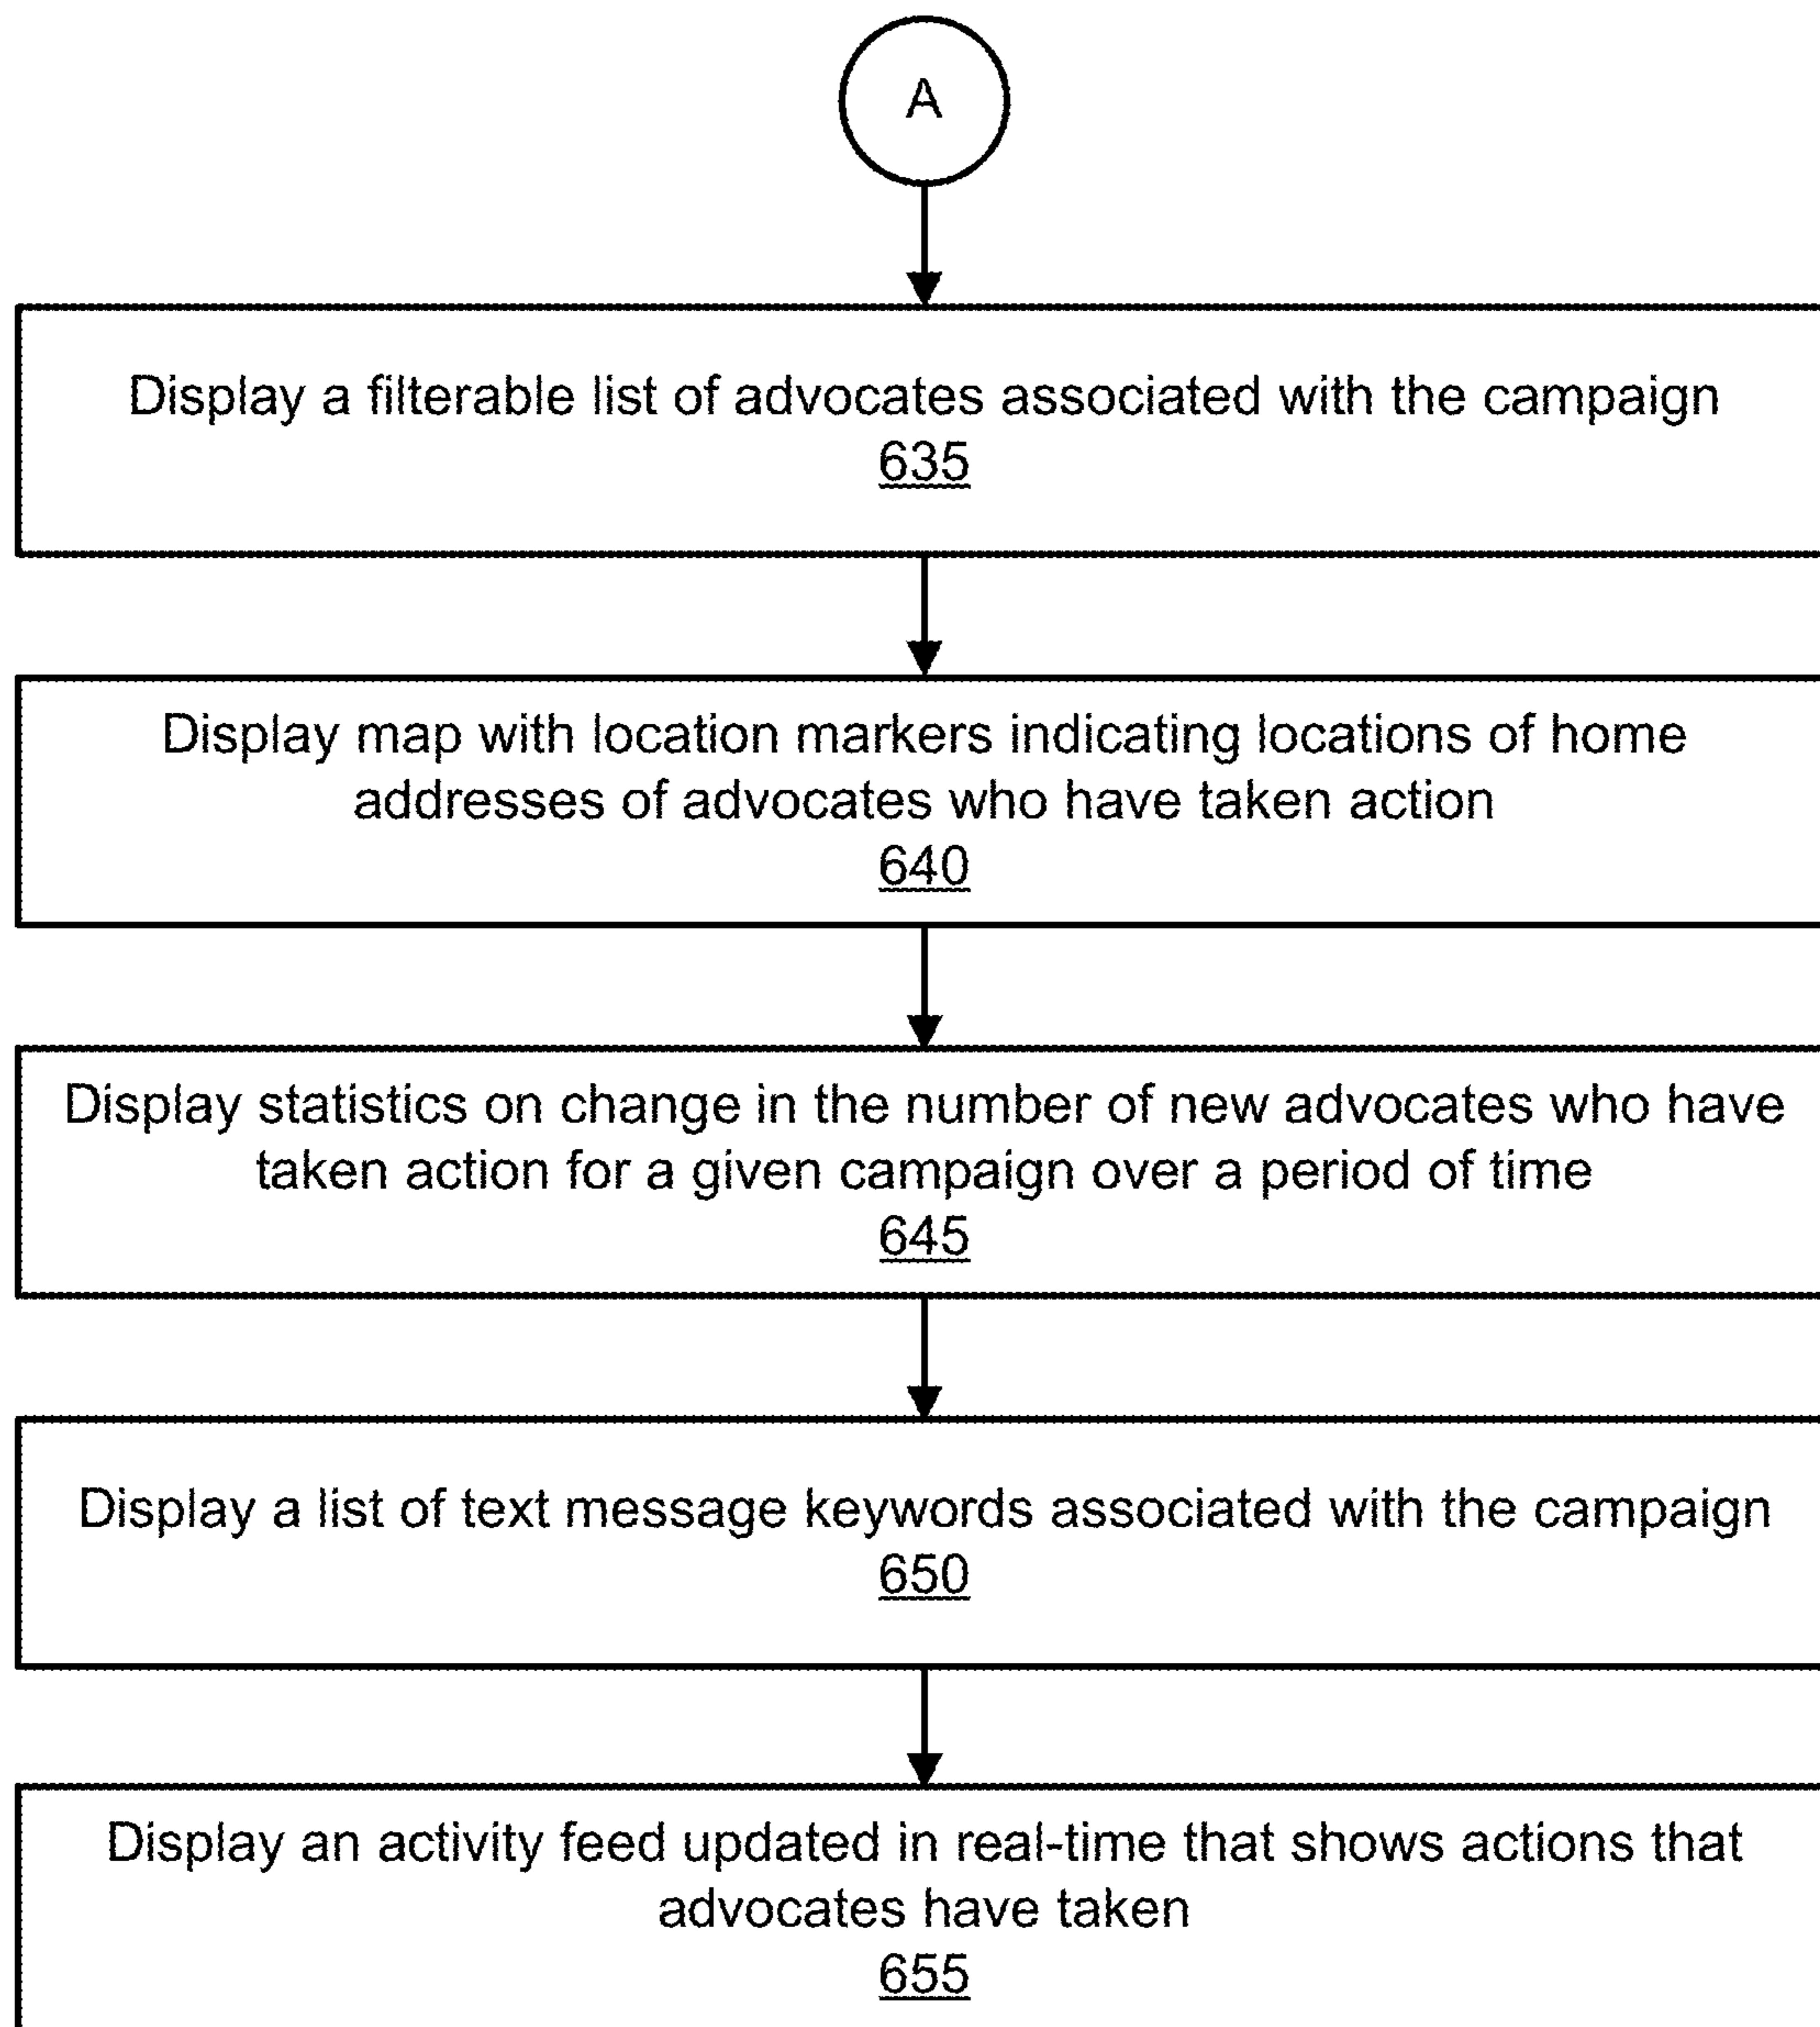 A
Display a filterable list of advocates associated with the campaign
635
Display map with location markers indicating locations of home
addresses of advocates who have taken action
640
Display statistics on change in the number of new advocates who have
taken action for a given campaign over a period of time
645
Display a list of text message keywords associated with the campaign
650
Display an activity feed updated in real-time that shows actions that
advocates have taken
655